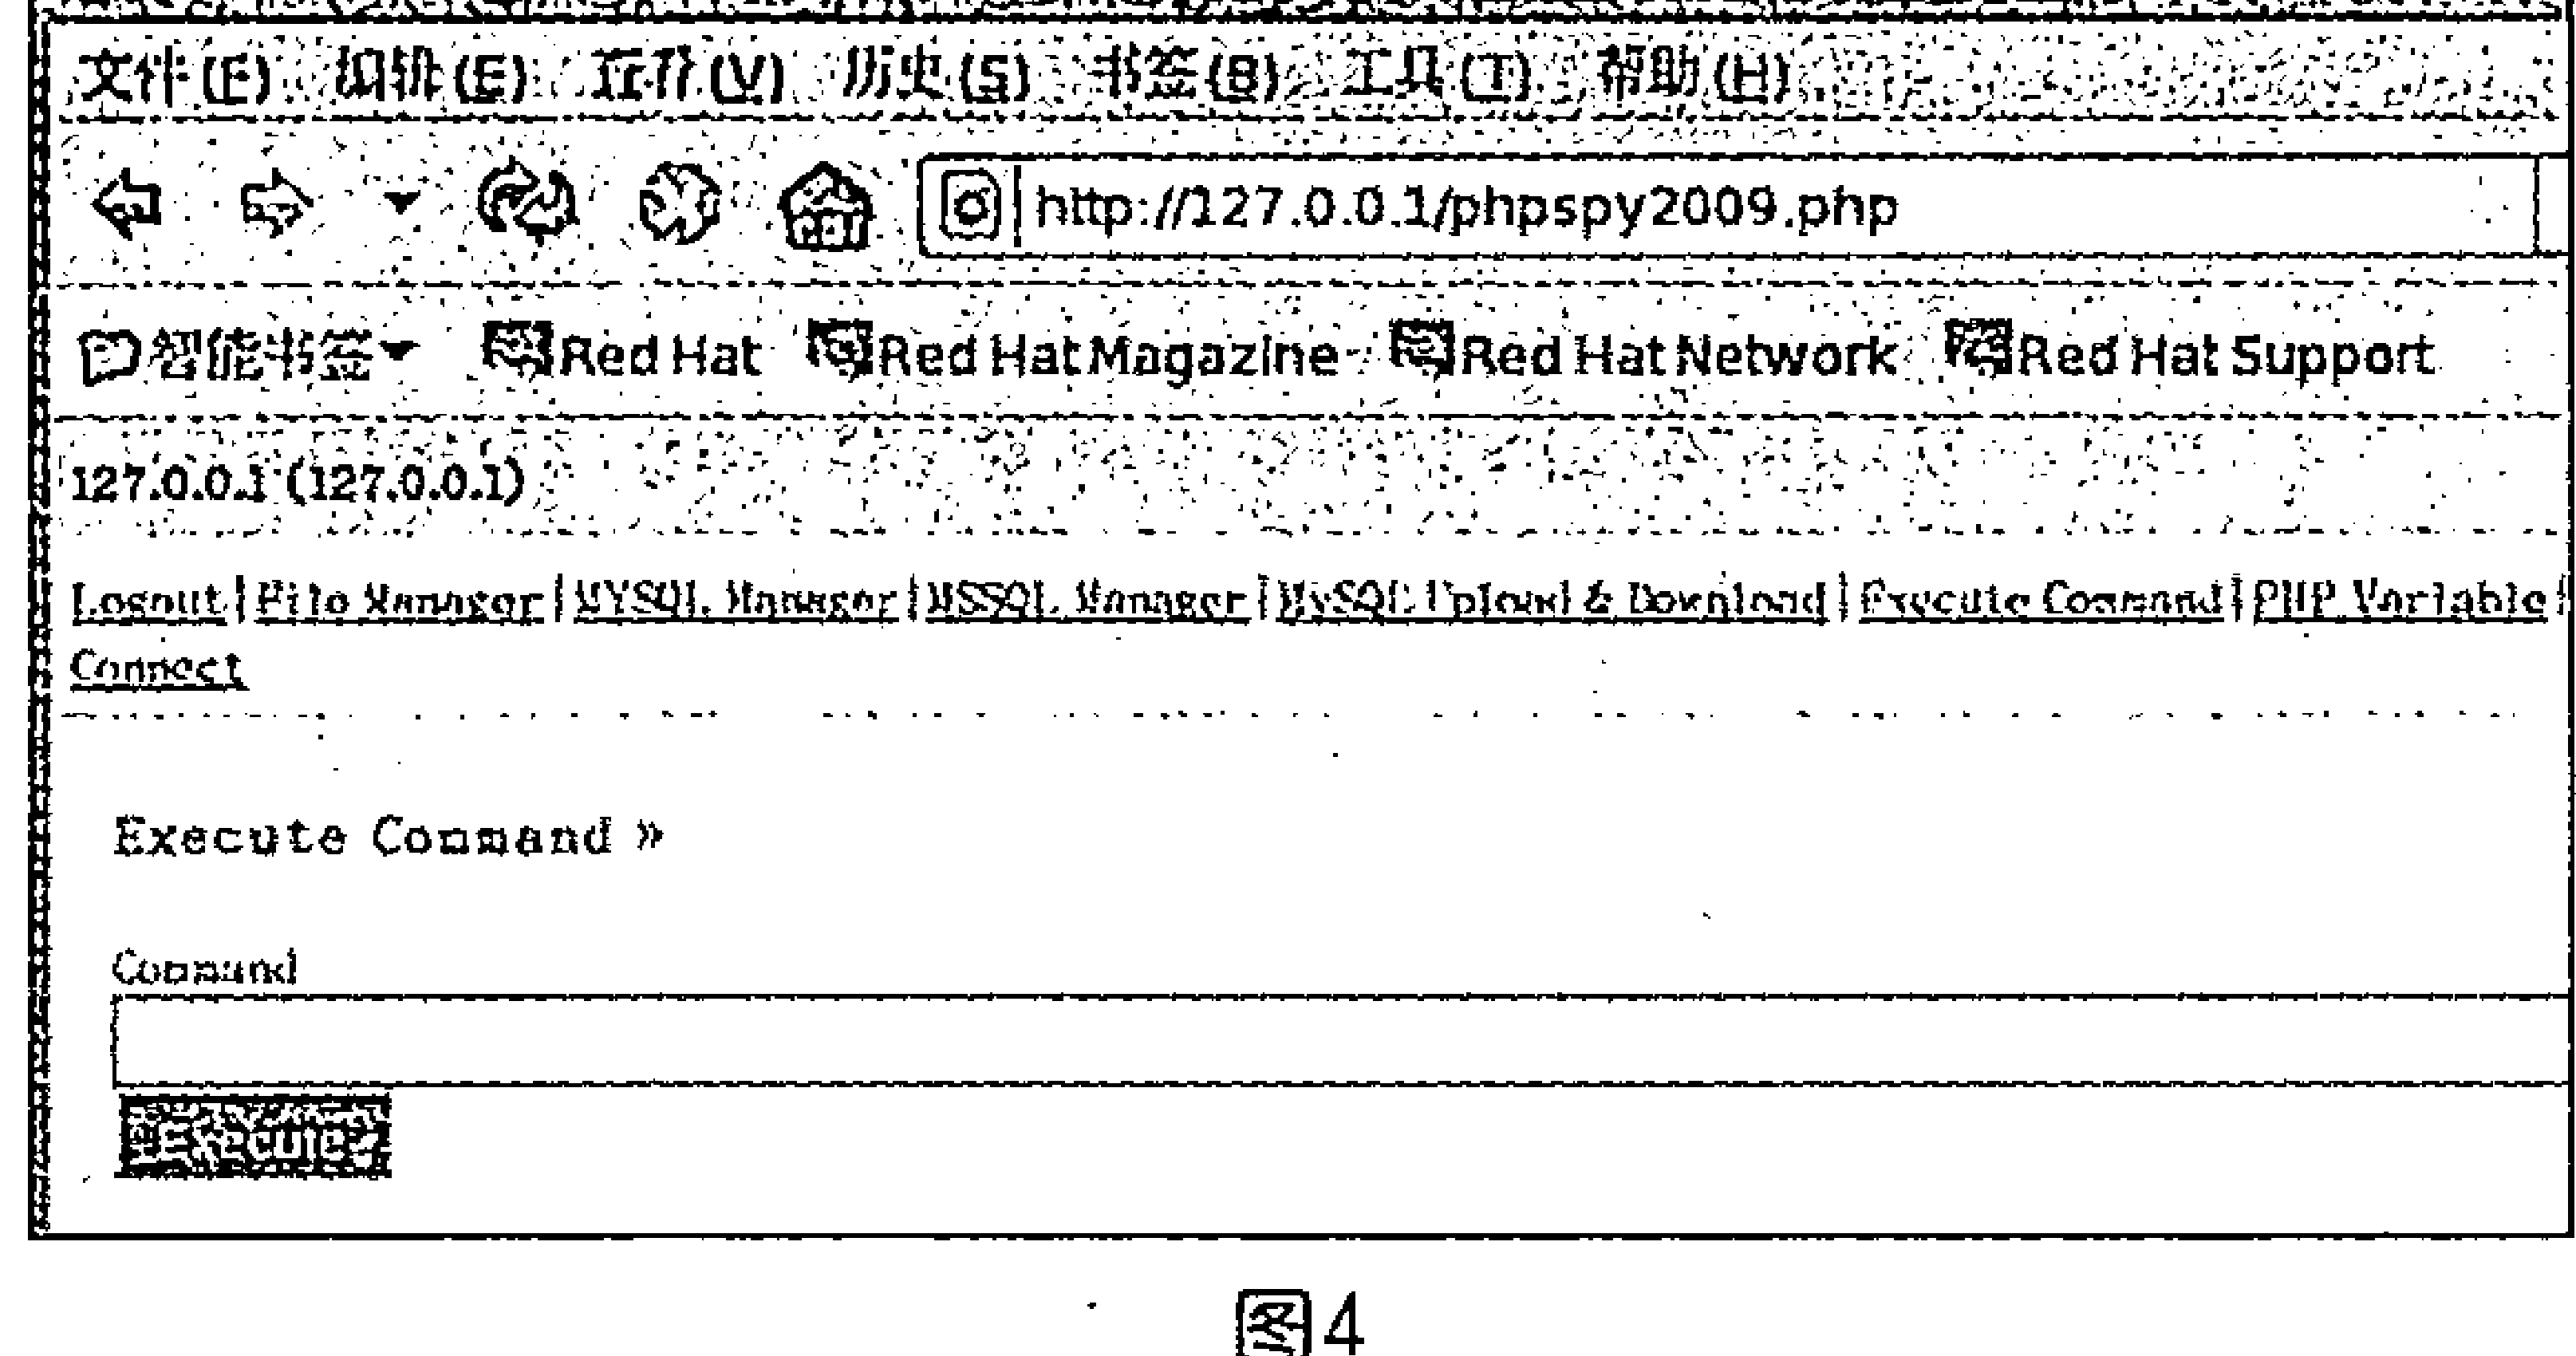 文件(F) 编辑(E) 查看(V) 历史(S) 书签(B) 工具(T) 帮助(H)
http://127.0.0.1/phpspy2009.php
智能书签 Red Hat Red Hat Magazine Red Hat Network Red Hat Support
127.0.0.1 (127.0.0.1)
Logout | File Manager | MYSQL Manager | MSSQL Manager | MySQL Upload & Download | Execute Command | PHP Variable |
Connect
Execute Command »
Command
Execute
图4